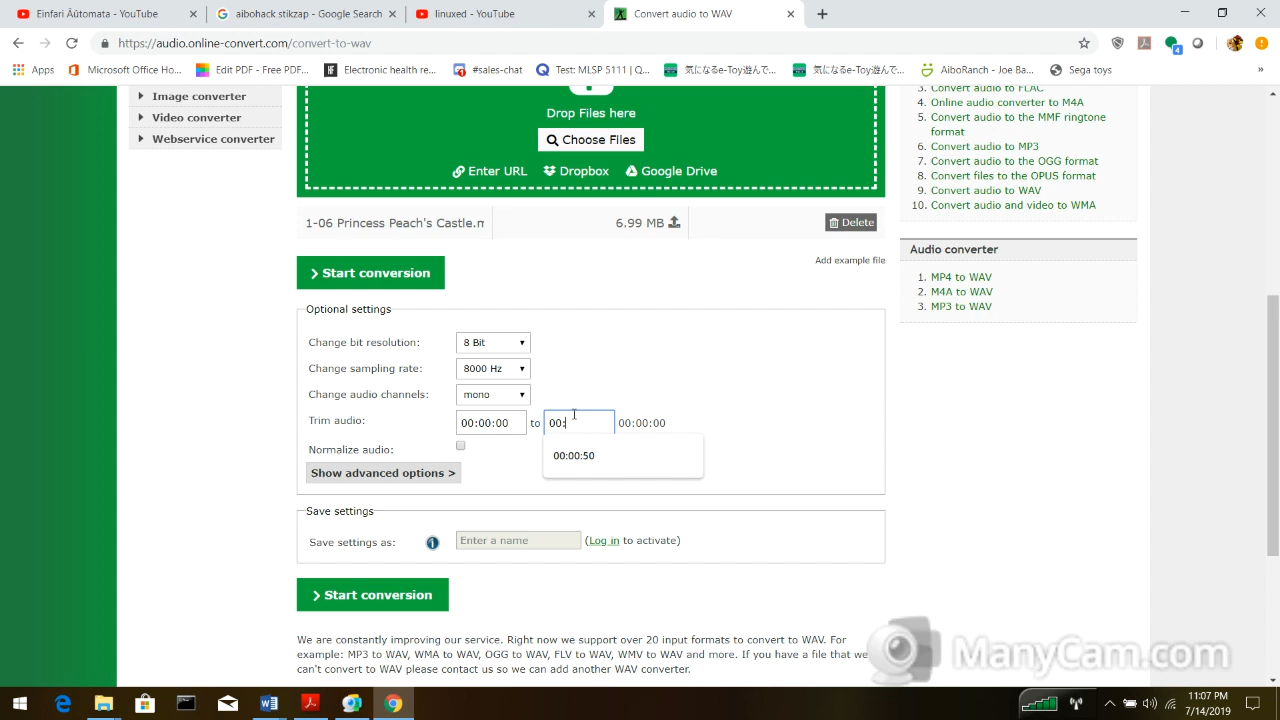 Einfari Äūtomata - YouTube
aibohack stikzap - Google Search
linuxed - YouTube
Convert audio to WAV
https://audio.online-convert.com/convert-to-wav
4
Apps
Microsoft Office Ho...
Edit PDF - Free PDF...
HF Electronic health re...
#sales-chat
Test: MLSP 5111 | Q...
気になるe-Toy遊んで...
気になるe-Toy遊んで...
AiboRanch - Joe Ba...
Sega toys
»
Image converter
Video converter
Webservice converter
Drop Files here
Choose Files
Enter URL
Dropbox
Google Drive
1-06 Princess Peach's Castle.m
6.99 MB
Delete
Start conversion
Add example file
Optional settings
Change bit resolution:
8 Bit
Change sampling rate:
8000 Hz
Change audio channels:
mono
Trim audio:
00:00:00
to
00:
00:00:00
00:00:50
Normalize audio:
Show advanced options >
Save settings
Save settings as:
Enter a name
(Log in to activate)
Start conversion
We are constantly improving our service. Right now we support over 20 input formats to convert to WAV. For
example: MP3 to WAV, WMA to WAV, OGG to WAV, FLV to WAV, WMV to WAV and more. If you have a file that we
can't convert to WAV please contact us so we can add another WAV converter.
3. Convert audio to FLAC
4. Online audio converter to M4A
5. Convert audio to the MMF ringtone
format
6. Convert audio to MP3
7. Convert audio to the OGG format
8. Convert files to the OPUS format
9. Convert audio to WAV
10. Convert audio and video to WMA
Audio converter
1. MP4 to WAV
2. M4A to WAV
3. MP3 to WAV
ManyCam.com
11:07 PM
7/14/2019